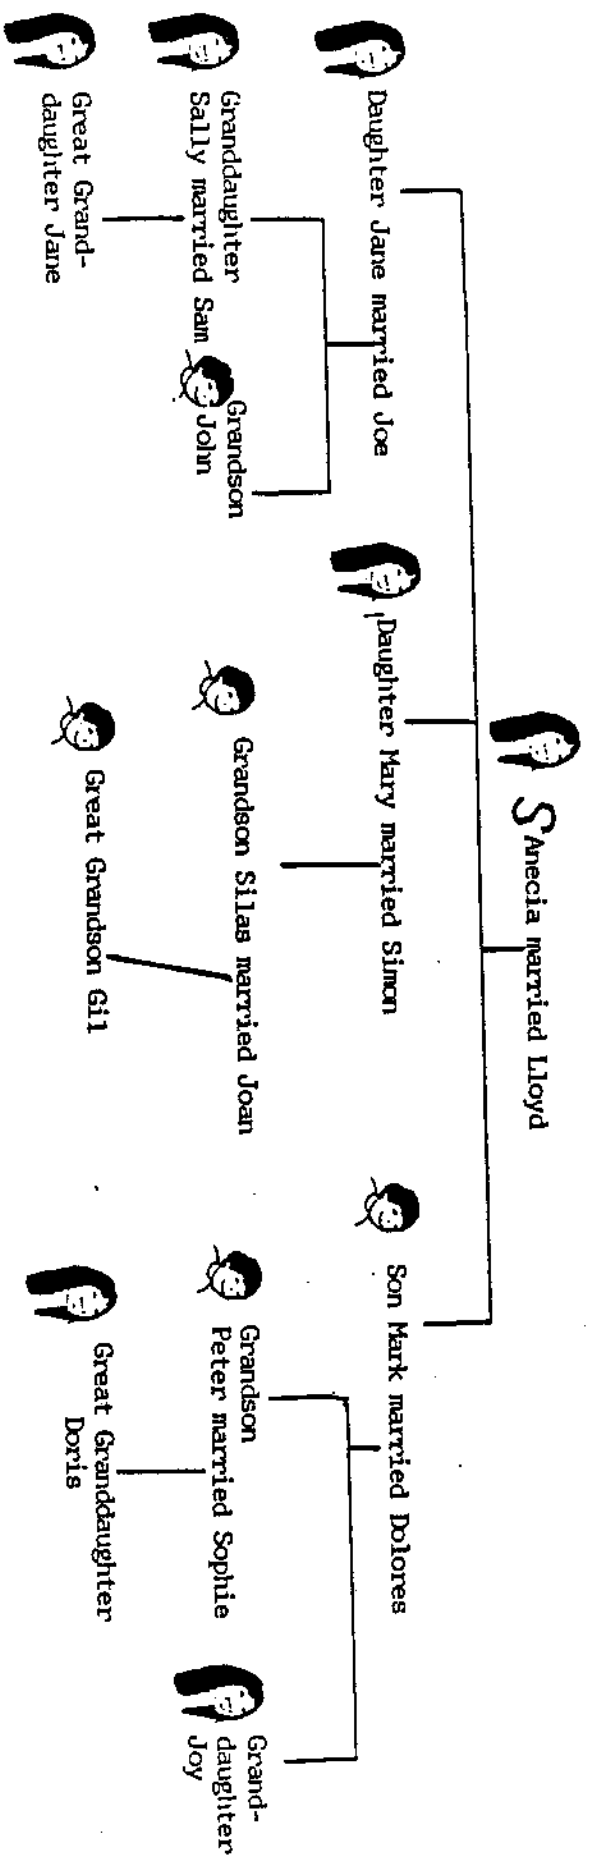 SAnecia married Lloyd
Daughter Jane married Joe
Daughter Mary married Simon
Son Mark married Dolores
Granddaughter
Sally married Sam
Grandson
John
Grandson Silas married Joan
Grandson
Peter married Sophie
Grand-
daughter
Joy
Great Grand-
daughter Jane
Great Grandson Gil
Great Granddaughter
Doris